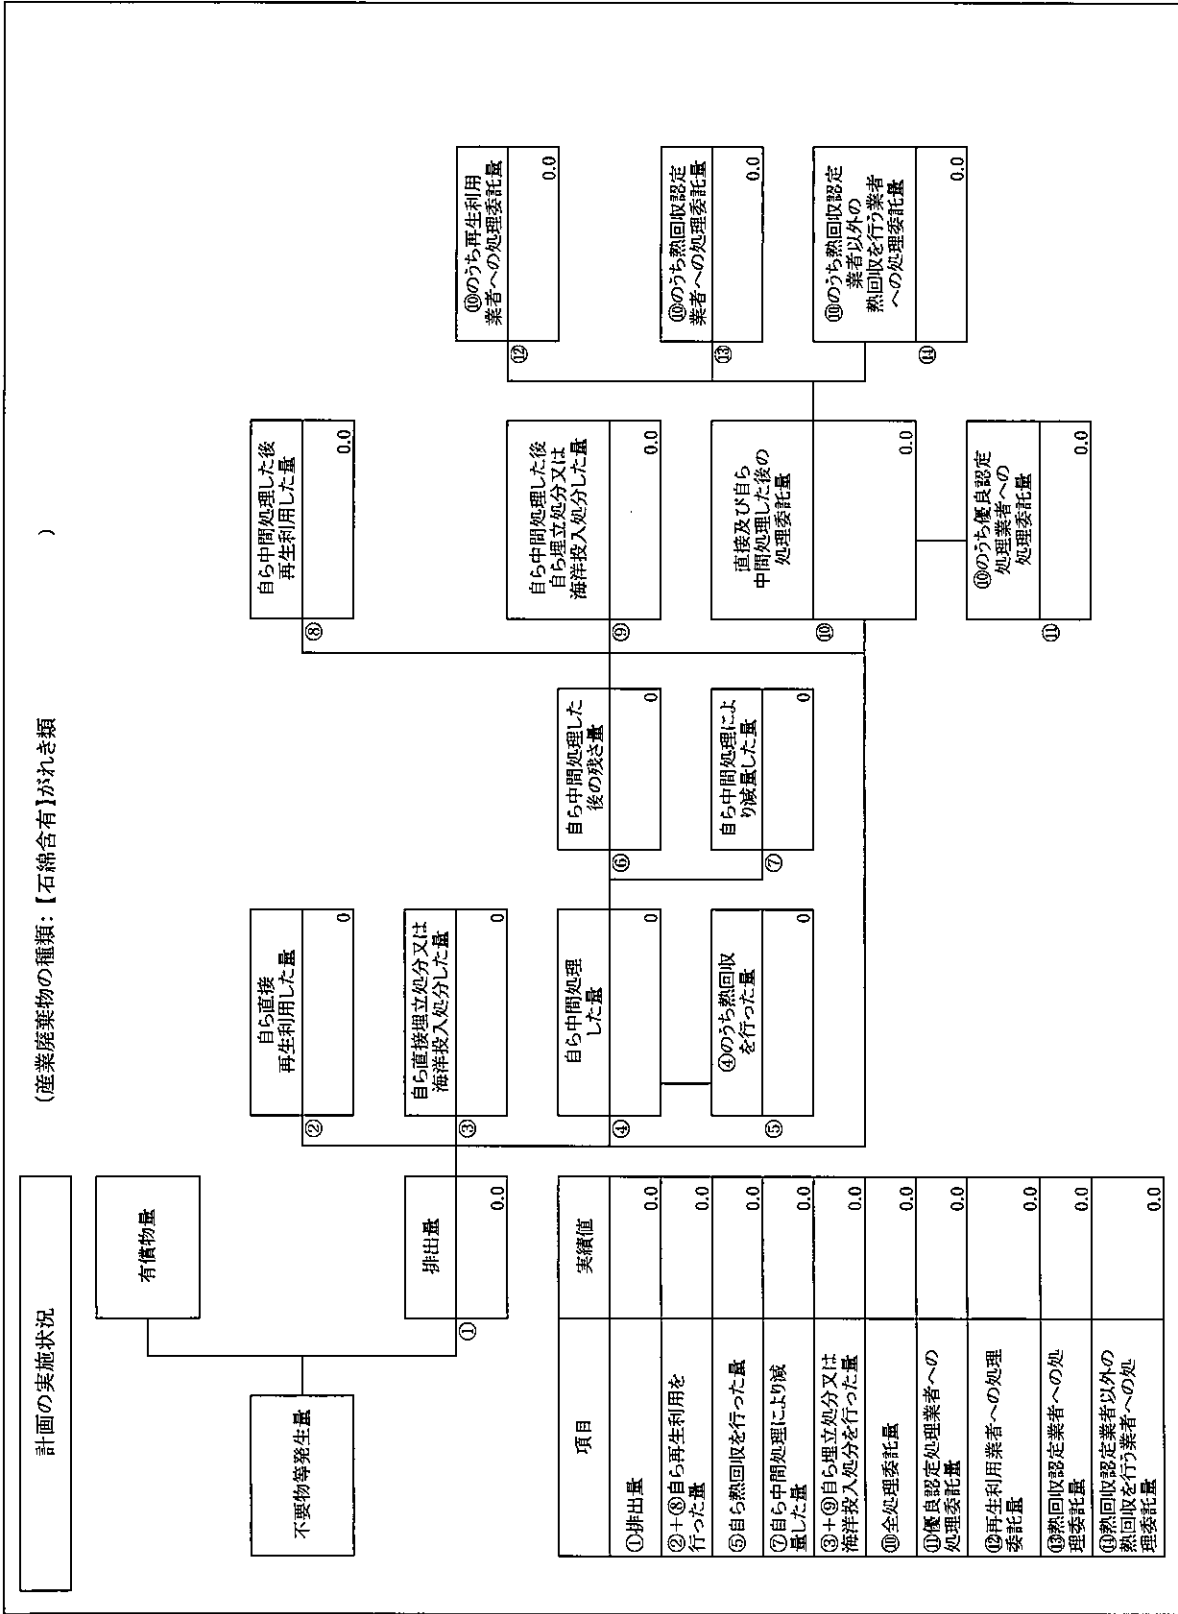 計画の実施状況
(産業廃棄物の種類：【石綿含有】がれき類
)
不要物等発生量
有償物量
①
排出量
0.0
②
自ら直接
再生利用した量
0
③
自ら直接埋立処分又は
海洋投入処分した量
0
④
自ら中間処理
した量
0
⑤
④のうち熱回収
を行った量
0
⑥
自ら中間処理した
後の残さ量
0
⑦
自ら中間処理によ
り減量した量
0
⑧
自ら中間処理した後
再生利用した量
0.0
⑨
自ら中間処理した後
自ら埋立処分又は
海洋投入処分した量
0.0
⑩
直接及び自ら
中間処理した後の
処理委託量
0.0
⑪
⑩のうち優良認定
処理業者への
処理委託量
0.0
⑫
⑩のうち再生利用
業者への処理委託量
0.0
⑬
⑩のうち熱回収認定
業者への処理委託量
0.0
⑭
⑩のうち熱回収認定
業者以外の
熱回収を行う業者
への処理委託量
0.0
項目 実績値
①排出量 0.0
②＋⑧自ら再生利用を
行った量 0.0
⑤自ら熱回収を行った量 0.0
⑦自ら中間処理により減
量した量 0.0
③＋⑨自ら埋立処分又は
海洋投入処分を行った量 0.0
⑩全処理委託量 0.0
⑪優良認定処理業者への
処理委託量 0.0
⑫再生利用業者への処理
委託量 0.0
⑬熱回収認定業者への処
理委託量 0.0
⑭熱回収認定業者以外の
熱回収を行う業者への処
理委託量 0.0